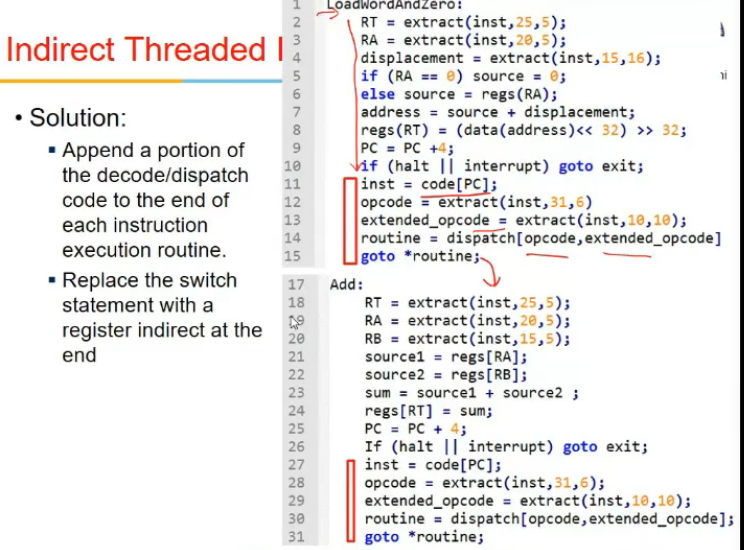 Indirect Threaded
• Solution:
▪ Append a portion of
the decode/dispatch
code to the end of
each instruction
execution routine.
▪ Replace the switch
statement with a
register indirect at the
end
1 LoadWordAndZero:
2 RT = extract(inst,25,5);
3 RA = extract(inst,20,5);
4 displacement = extract(inst,15,16);
5 if (RA == 0) source = 0;
6 else source = regs(RA);
7 address = source + displacement;
8 regs(RT) = (data(address)<< 32) >> 32;
9 PC = PC +4;
10 if (halt || interrupt) goto exit;
11 inst = code[PC];
12 opcode = extract(inst,31,6)
13 extended_opcode = extract(inst,10,10);
14 routine = dispatch[opcode,extended_opcode]
15 goto *routine;
17 Add:
18 RT = extract(inst,25,5);
19 RA = extract(inst,20,5);
20 RB = extract(inst,15,5);
21 source1 = regs[RA];
22 source2 = regs[RB];
23 sum = source1 + source2 ;
24 regs[RT] = sum;
25 PC = PC + 4;
26 If (halt || interrupt) goto exit;
27 inst = code[PC];
28 opcode = extract(inst,31,6);
29 extended_opcode = extract(inst,10,10);
30 routine = dispatch[opcode,extended_opcode];
31 goto *routine;